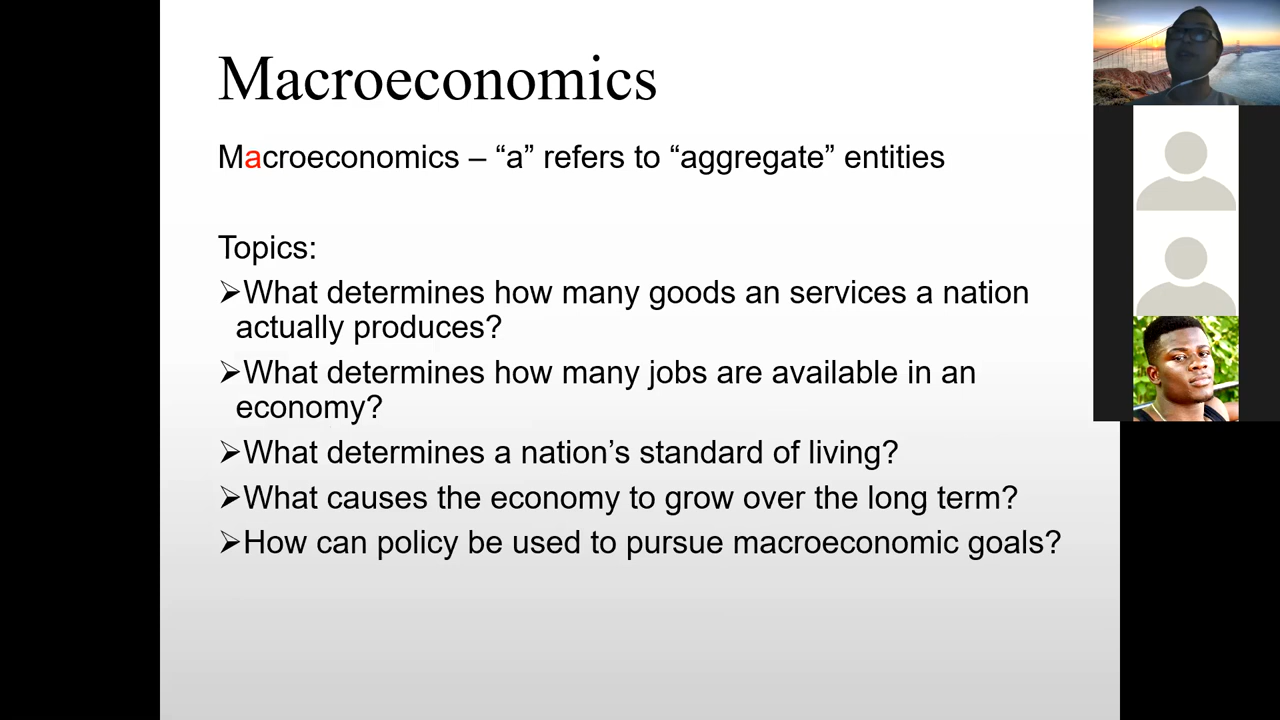 Macroeconomics
Macroeconomics – “a” refers to “aggregate” entities
Topics:
➢What determines how many goods an services a nation
actually produces?
➢What determines how many jobs are available in an
economy?
➢What determines a nation’s standard of living?
➢What causes the economy to grow over the long term?
➢How can policy be used to pursue macroeconomic goals?